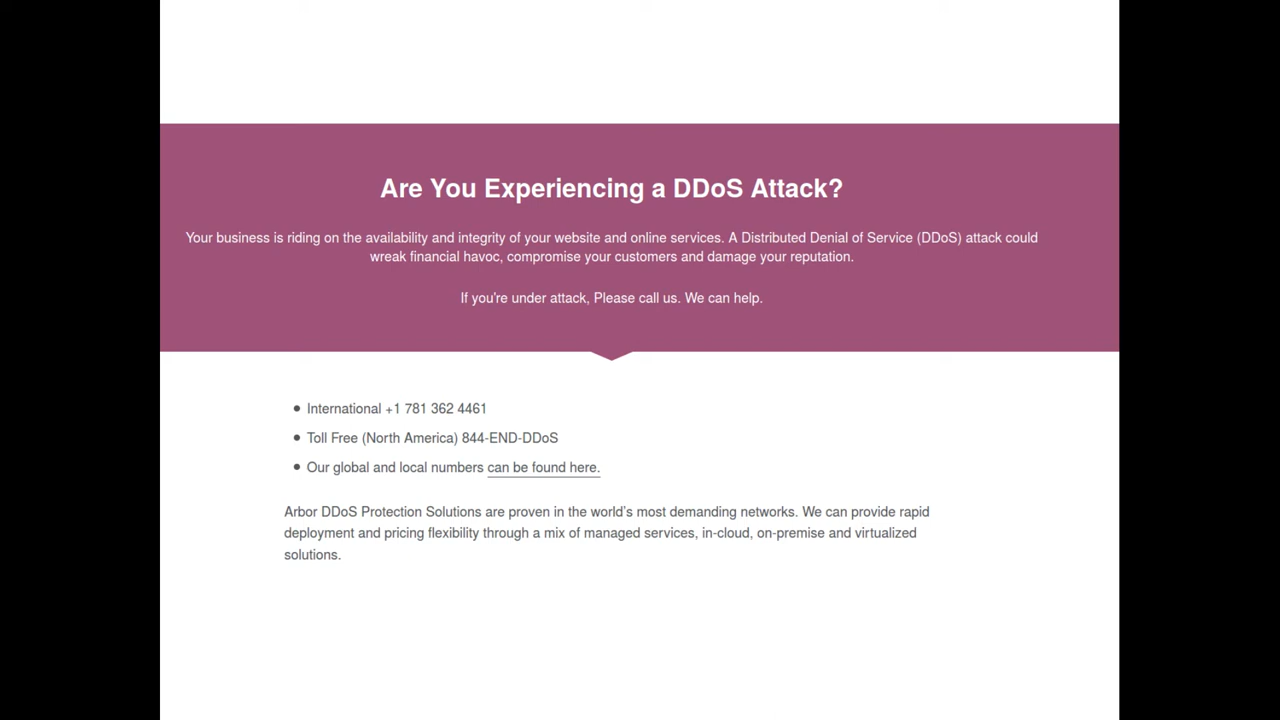 Are You Experiencing a DDoS Attack?
Your business is riding on the availability and integrity of your website and online services. A Distributed Denial of Service (DDoS) attack could
wreak financial havoc, compromise your customers and damage your reputation.
If you're under attack, Please call us. We can help.
International +1 781 362 4461
Toll Free (North America) 844-END-DDoS
Our global and local numbers can be found here.
Arbor DDoS Protection Solutions are proven in the world’s most demanding networks. We can provide rapid
deployment and pricing flexibility through a mix of managed services, in-cloud, on-premise and virtualized
solutions.